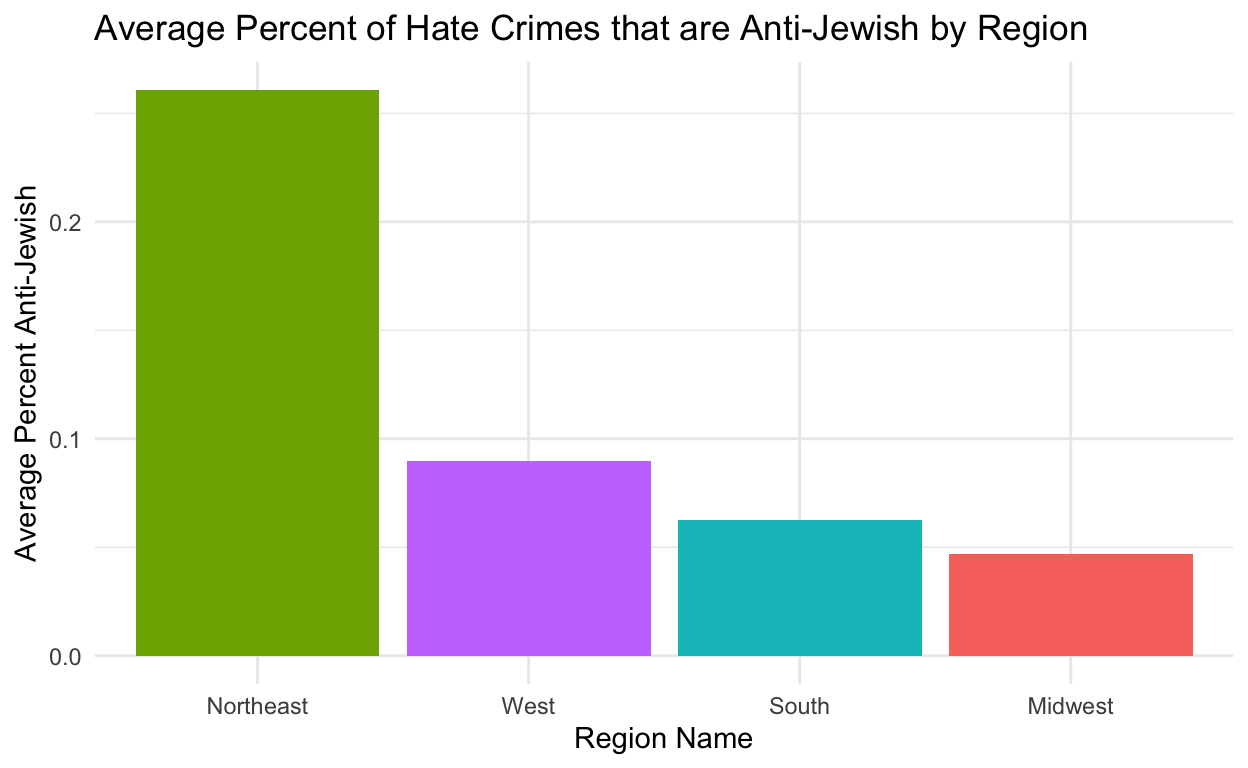 Average Percent of Hate Crimes that are Anti-Jewish by Region
Average Percent Anti-Jewish
0.2
0.1
0.0
Northeast West South Midwest
Region Name